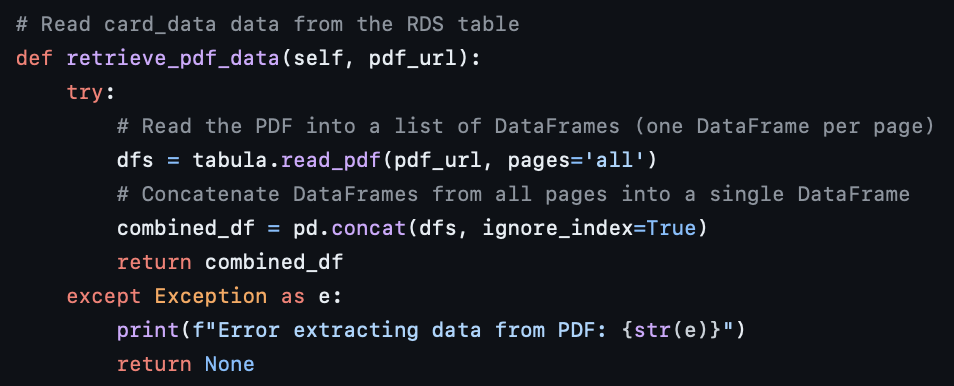 # Read card_data data from the RDS table
def retrieve_pdf_data(self, pdf_url):
    try:
        # Read the PDF into a list of DataFrames (one DataFrame per page)
        dfs = tabula.read_pdf(pdf_url, pages='all')
        # Concatenate DataFrames from all pages into a single DataFrame
        combined_df = pd.concat(dfs, ignore_index=True)
        return combined_df
    except Exception as e:
        print(f"Error extracting data from PDF: {str(e)}")
        return None